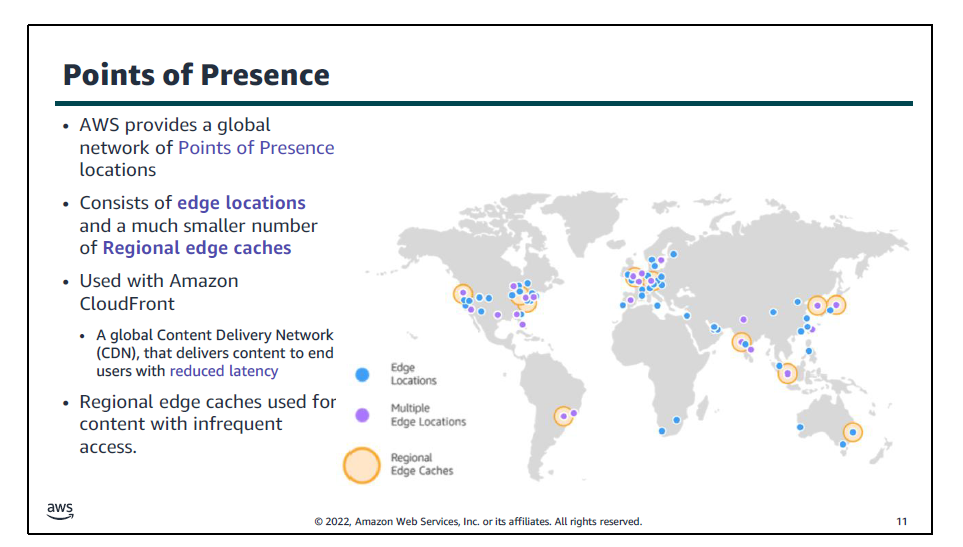 Points of Presence
• AWS provides a global
network of Points of Presence
locations
• Consists of edge locations
and a much smaller number
of Regional edge caches
• Used with Amazon
CloudFront
• A global Content Delivery Network
(CDN), that delivers content to end
users with reduced latency
• Regional edge caches used for
content with infrequent
access.
Edge
Locations
Multiple
Edge Locations
Regional
Edge Caches
aws
© 2022, Amazon Web Services, Inc. or its affiliates. All rights reserved.
11